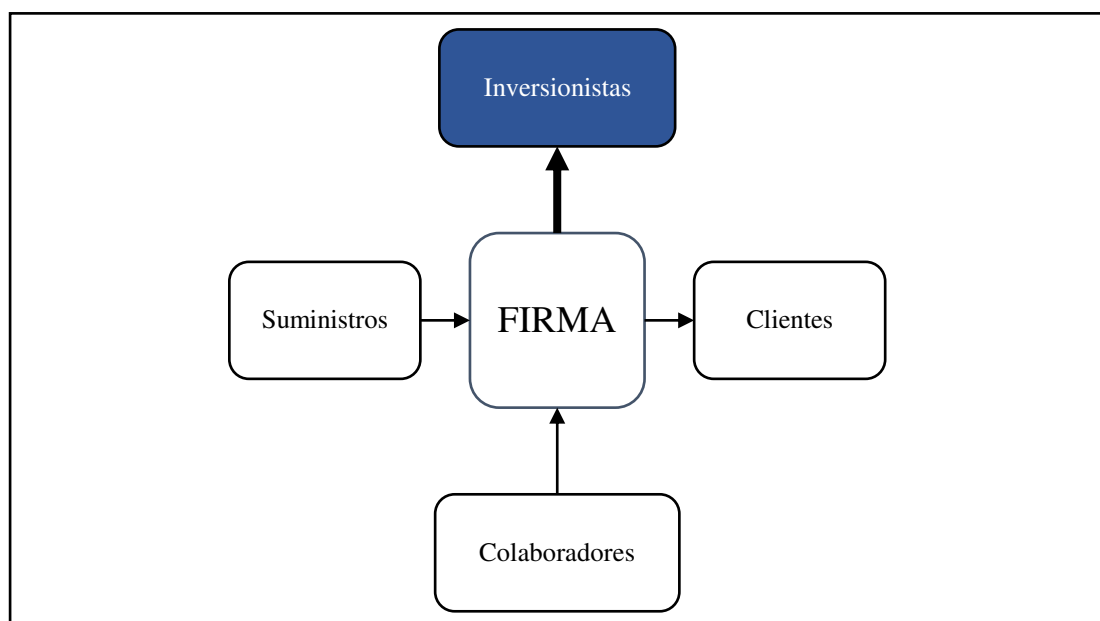 Inversionistas
Suministros
FIRMA
Clientes
Colaboradores